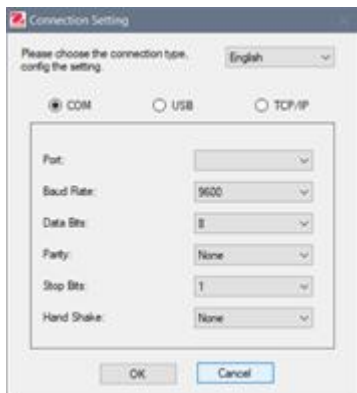 Connection Setting
Please choose the connection type, English
config the setting.
COM USB TCP/IP
Port:
Baud Rate: 9600
Data Bits: 8
Parity: None
Stop Bits: 1
Hand Shake: None
OK Cancel